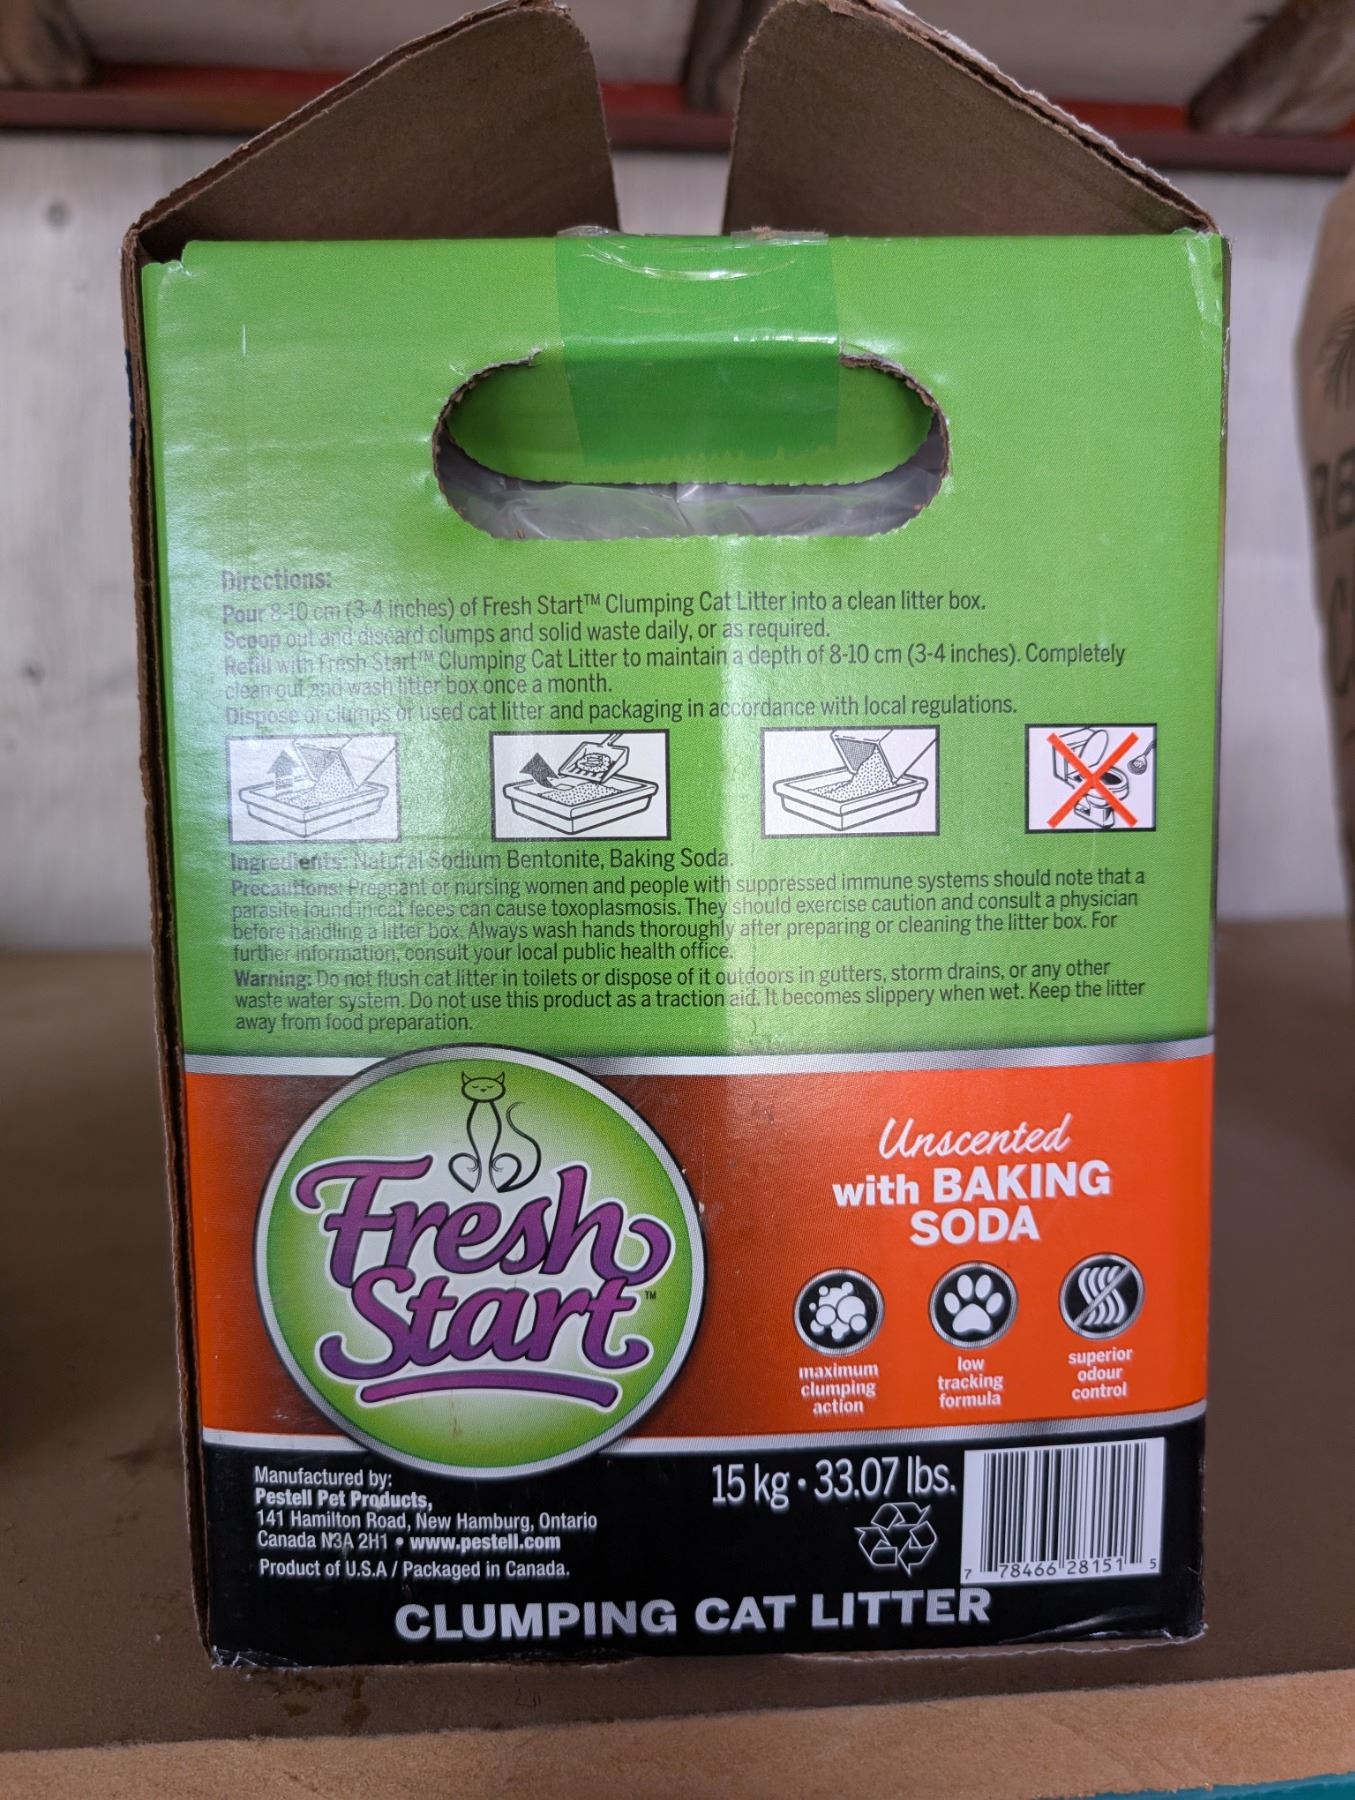 Directions:
Pour 8-10 cm (3-4 inches) of Fresh Start™ Clumping Cat Litter into a clean litter box.
Scoop out and discard clumps and solid waste daily, or as required.
Refill with Fresh Start™ Clumping Cat Litter to maintain a depth of 8-10 cm (3-4 inches). Completely
clean out and wash litter box once a month.
Dispose of clumps or used cat litter and packaging in accordance with local regulations.
Ingredients: Natural Sodium Bentonite, Baking Soda.
Precautions: Pregnant or nursing women and people with suppressed immune systems should note that a
parasite found in cat feces can cause toxoplasmosis. They should exercise caution and consult a physician
before handling a litter box. Always wash hands thoroughly after preparing or cleaning the litter box. For
further information, consult your local public health office.
Warning: Do not flush cat litter in toilets or dispose of it outdoors in gutters, storm drains, or any other
waste water system. Do not use this product as a traction aid. It becomes slippery when wet. Keep the litter
away from food preparation.
Fresh
Start™
Unscented
with BAKING
SODA
maximum
clumping
action
low
tracking
formula
superior
odour
control
Manufactured by:
Pestell Pet Products,
141 Hamilton Road, New Hamburg, Ontario
Canada N3A 2H1 • www.pestell.com
Product of U.S.A / Packaged in Canada.
15 kg • 33.07 lbs.
7 78466 28151 5
CLUMPING CAT LITTER